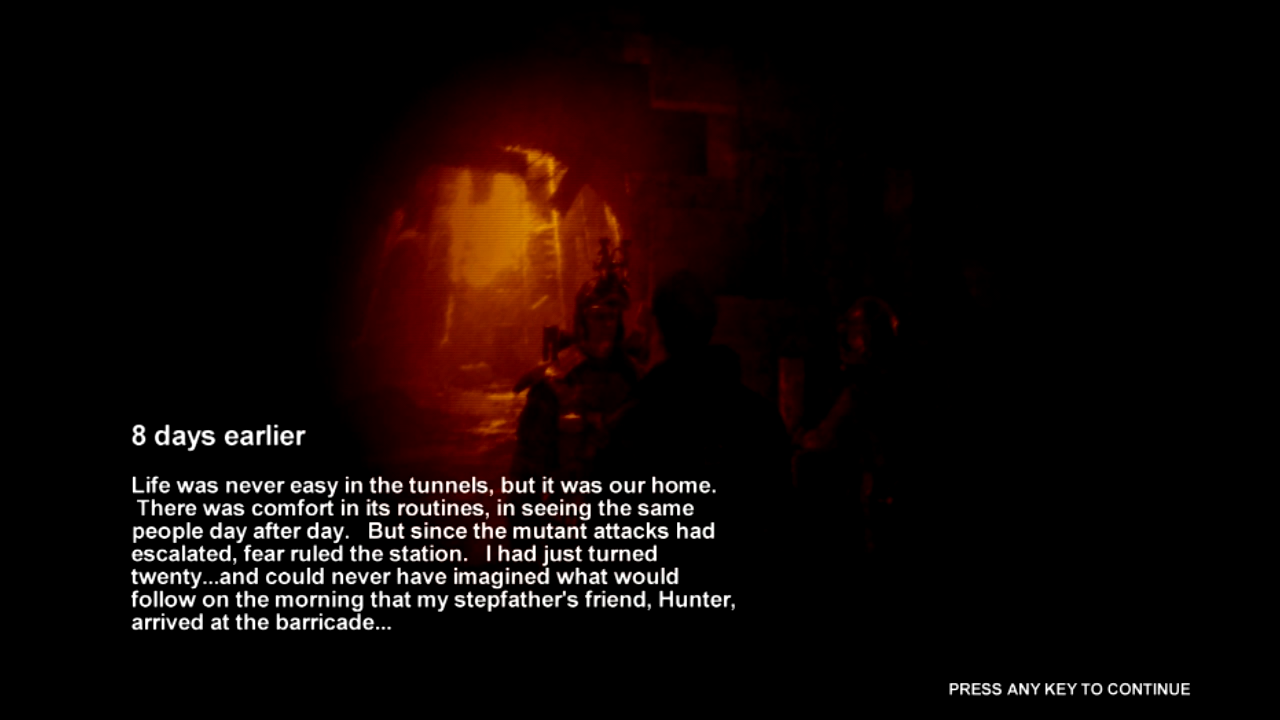 8 days earlier
Life was never easy in the tunnels, but it was our home.
There was comfort in its routines, in seeing the same
people day after day.   But since the mutant attacks had
escalated, fear ruled the station.   I had just turned
twenty...and could never have imagined what would
follow on the morning that my stepfather's friend, Hunter,
arrived at the barricade...
PRESS ANY KEY TO CONTINUE